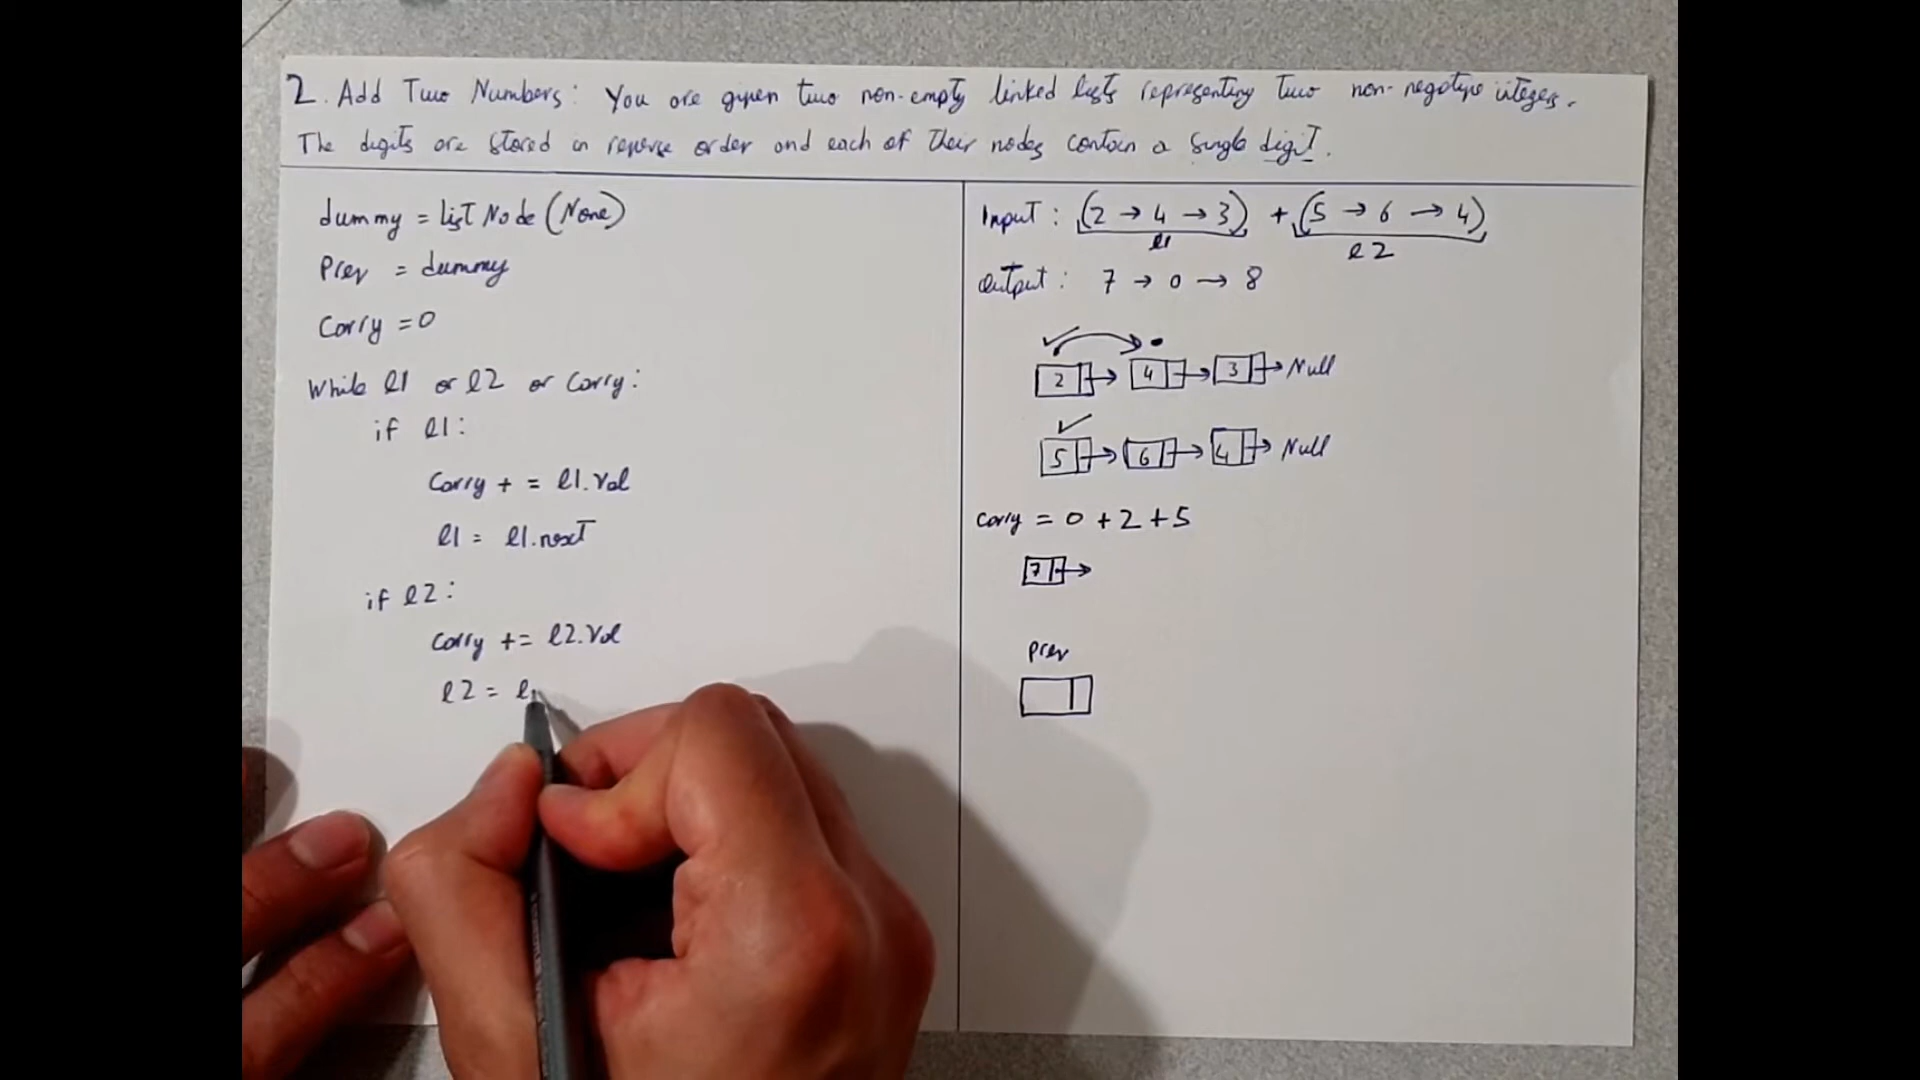 2. Add Two Numbers: You are given two non-empty linked lists representing two non-negative integers.
The digits are stored in reverse order and each of their nodes contain a single digit.
dummy = ListNode(None)
Prev = dummy
Carry = 0
While l1 or l2 or Carry:
if l1:
Carry += l1.val
l1 = l1.next
if l2:
Carry += l2.val
l2 = l
Input: (2 → 4 → 3) + (5 → 6 → 4)
l1
l2
Output: 7 → 0 → 8
2 → 4 → 3 → Null
5 → 6 → 4 → Null
Carry = 0 + 2 + 5
7 →
Prev